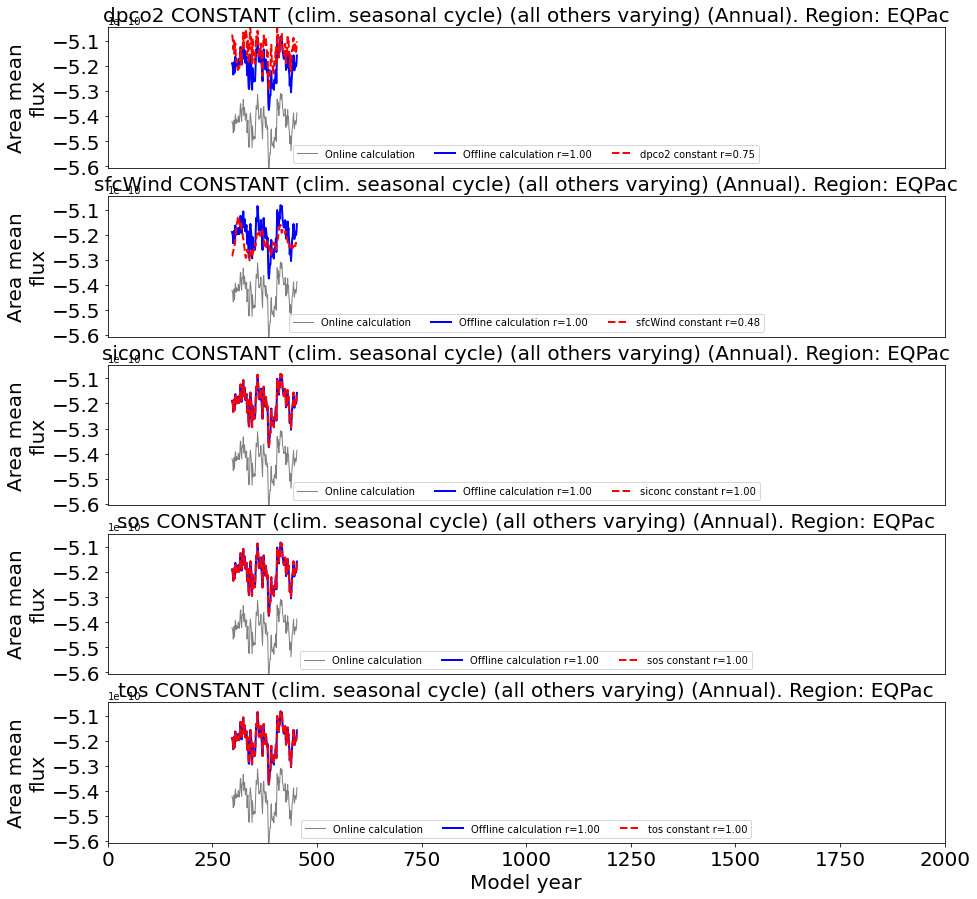 dpco2 CONSTANT (clim. seasonal cycle) (all others varying) (Annual). Region: EQPac
1e−10
−5.1
−5.2
−5.3
−5.4
−5.5
−5.6
Area mean
flux
Online calculation
Offline calculation r=1.00
dpco2 constant r=0.75
sfcWind CONSTANT (clim. seasonal cycle) (all others varying) (Annual). Region: EQPac
1e−10
−5.1
−5.2
−5.3
−5.4
−5.5
−5.6
Area mean
flux
Online calculation
Offline calculation r=1.00
sfcWind constant r=0.48
siconc CONSTANT (clim. seasonal cycle) (all others varying) (Annual). Region: EQPac
1e−10
−5.1
−5.2
−5.3
−5.4
−5.5
−5.6
Area mean
flux
Online calculation
Offline calculation r=1.00
siconc constant r=1.00
sos CONSTANT (clim. seasonal cycle) (all others varying) (Annual). Region: EQPac
1e−10
−5.1
−5.2
−5.3
−5.4
−5.5
−5.6
Area mean
flux
Online calculation
Offline calculation r=1.00
sos constant r=1.00
tos CONSTANT (clim. seasonal cycle) (all others varying) (Annual). Region: EQPac
1e−10
−5.1
−5.2
−5.3
−5.4
−5.5
−5.6
Area mean
flux
Online calculation
Offline calculation r=1.00
tos constant r=1.00
0
250
500
750
1000
1250
1500
1750
2000
Model year